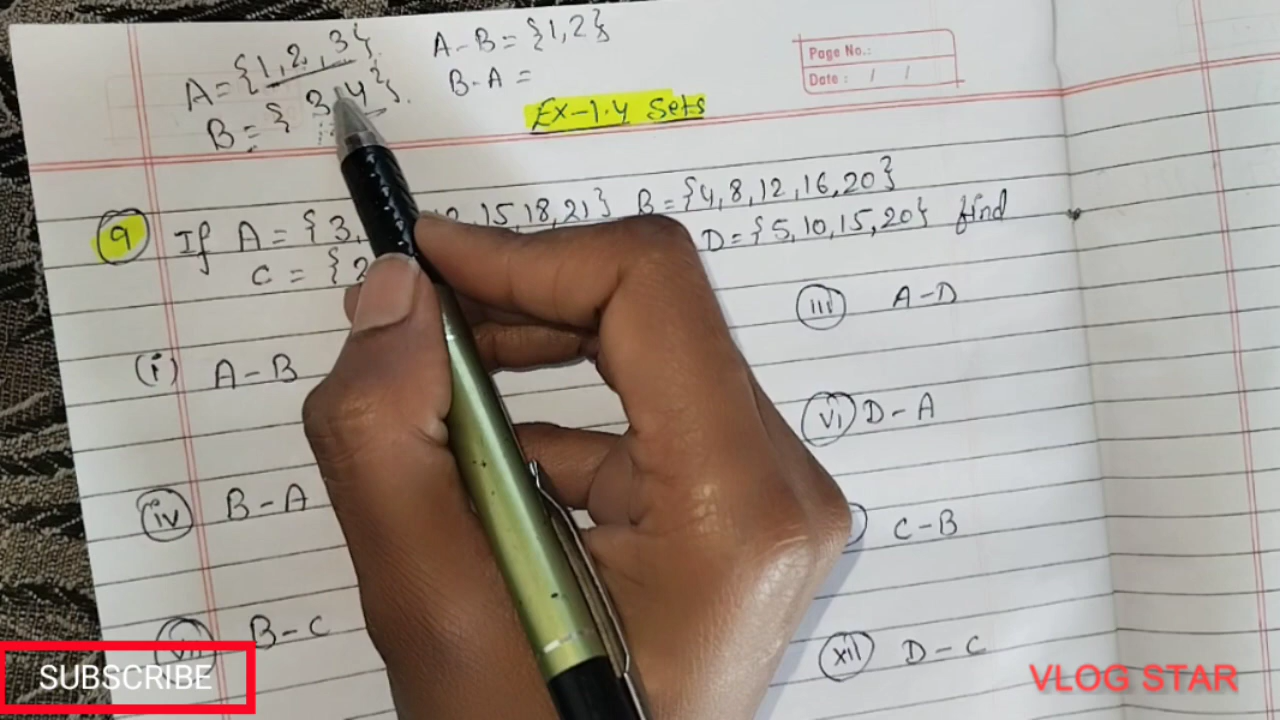 A = {1, 2, 3}.
B = { 3, 4}.
A - B = {1, 2}
B - A =
Page No.:
Date : / /
Ex-1.4 Sets
9 If A = {3, 15, 18, 21} B = {4, 8, 12, 16, 20}
C = {2 D = {5, 10, 15, 20} find
(i) A - B
iii A - D
iv B - A
vi D - A
C - B
vii B - C
xii D - C
SUBSCRIBE
VLOG STAR